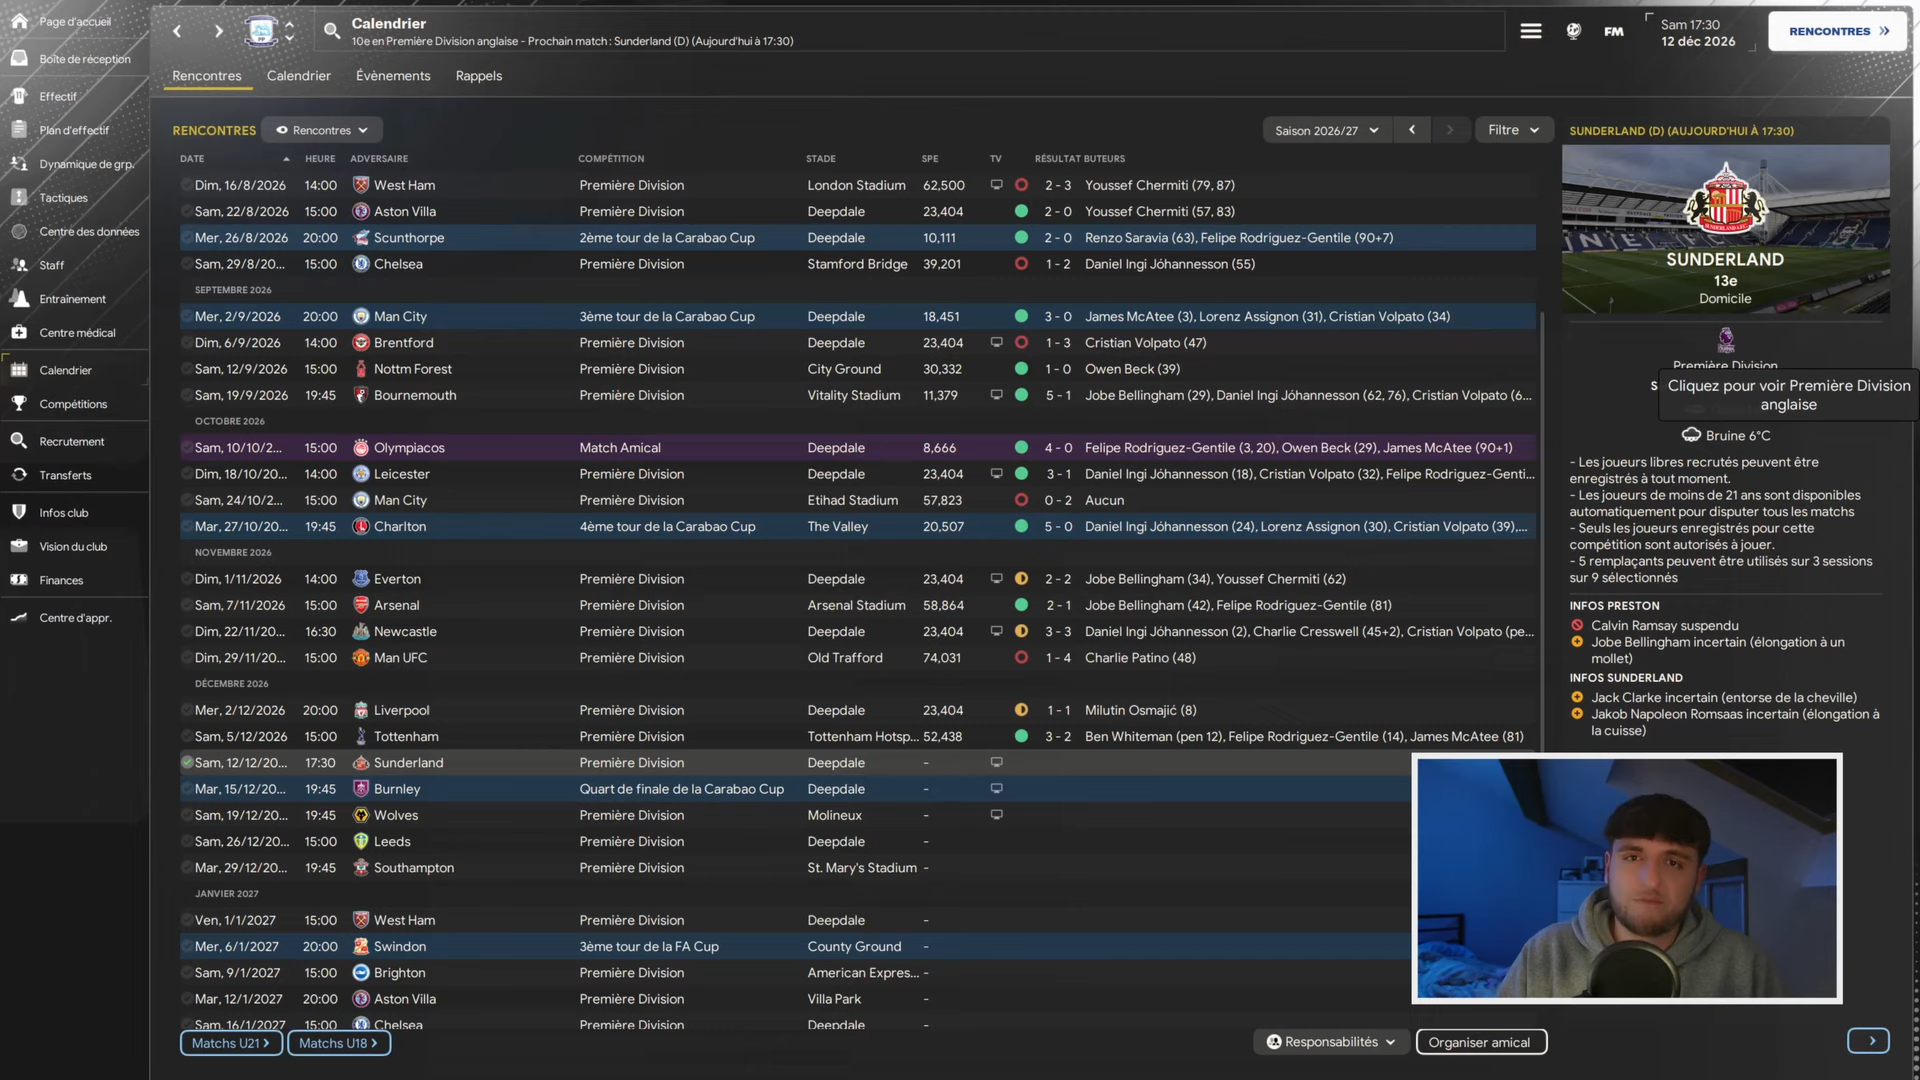 Page d'accueil
Boîte de réception
Effectif
Plan d'effectif
Dynamique de grp.
Tactiques
Centre des données
Staff
Entraînement
Centre médical
Calendrier
Compétitions
Recrutement
Transferts
Infos club
Vision du club
Finances
Centre d'appr.
Calendrier
10e en Première Division anglaise - Prochain match : Sunderland (D) (Aujourd'hui à 17:30)
FM
Sam 17:30
12 déc 2026
RENCONTRES
Rencontres Calendrier Évènements Rappels
RENCONTRES Rencontres Saison 2026/27 Filtre
DATE HEURE ADVERSAIRE COMPÉTITION STADE SPE TV RÉSULTAT BUTEURS
Dim, 16/8/2026 14:00 West Ham Première Division London Stadium 62,500 2 - 3 Youssef Chermiti (79, 87)
Sam, 22/8/2026 15:00 Aston Villa Première Division Deepdale 23,404 2 - 0 Youssef Chermiti (57, 83)
Mer, 26/8/2026 20:00 Scunthorpe 2ème tour de la Carabao Cup Deepdale 10,111 2 - 0 Renzo Saravia (63), Felipe Rodriguez-Gentile (90+7)
Sam, 29/8/20... 15:00 Chelsea Première Division Stamford Bridge 39,201 1 - 2 Daniel Ingi Jóhannesson (55)
SEPTEMBRE 2026
Mer, 2/9/2026 20:00 Man City 3ème tour de la Carabao Cup Deepdale 18,451 3 - 0 James McAtee (3), Lorenz Assignon (31), Cristian Volpato (34)
Dim, 6/9/2026 14:00 Brentford Première Division Deepdale 23,404 1 - 3 Cristian Volpato (47)
Sam, 12/9/2026 15:00 Nottm Forest Première Division City Ground 30,332 1 - 0 Owen Beck (39)
Sam, 19/9/2026 19:45 Bournemouth Première Division Vitality Stadium 11,379 5 - 1 Jobe Bellingham (29), Daniel Ingi Jóhannesson (62, 76), Cristian Volpato (6...
OCTOBRE 2026
Sam, 10/10/2... 15:00 Olympiacos Match Amical Deepdale 8,666 4 - 0 Felipe Rodriguez-Gentile (3, 20), Owen Beck (29), James McAtee (90+1)
Dim, 18/10/20... 14:00 Leicester Première Division Deepdale 23,404 3 - 1 Daniel Ingi Jóhannesson (18), Cristian Volpato (32), Felipe Rodriguez-Genti...
Sam, 24/10/2... 15:00 Man City Première Division Etihad Stadium 57,823 0 - 2 Aucun
Mar, 27/10/20... 19:45 Charlton 4ème tour de la Carabao Cup The Valley 20,507 5 - 0 Daniel Ingi Jóhannesson (24), Lorenz Assignon (30), Cristian Volpato (39),...
NOVEMBRE 2026
Dim, 1/11/2026 14:00 Everton Première Division Deepdale 23,404 2 - 2 Jobe Bellingham (34), Youssef Chermiti (62)
Sam, 7/11/2026 15:00 Arsenal Première Division Arsenal Stadium 58,864 2 - 1 Jobe Bellingham (42), Felipe Rodriguez-Gentile (81)
Dim, 22/11/20... 16:30 Newcastle Première Division Deepdale 23,404 3 - 3 Daniel Ingi Jóhannesson (2), Charlie Cresswell (45+2), Cristian Volpato (pe...
Dim, 29/11/20... 15:00 Man UFC Première Division Old Trafford 74,031 1 - 4 Charlie Patino (48)
DÉCEMBRE 2026
Mer, 2/12/2026 20:00 Liverpool Première Division Deepdale 23,404 1 - 1 Milutin Osmajić (8)
Sam, 5/12/2026 15:00 Tottenham Première Division Tottenham Hotsp... 52,438 3 - 2 Ben Whiteman (pen 12), Felipe Rodriguez-Gentile (14), James McAtee (81)
Sam, 12/12/20... 17:30 Sunderland Première Division Deepdale -
Mar, 15/12/20... 19:45 Burnley Quart de finale de la Carabao Cup Deepdale -
Sam, 19/12/20... 19:45 Wolves Première Division Molineux -
Sam, 26/12/20... 15:00 Leeds Première Division Deepdale -
Mar, 29/12/20... 19:45 Southampton Première Division St. Mary's Stadium -
JANVIER 2027
Ven, 1/1/2027 15:00 West Ham Première Division Deepdale -
Mer, 6/1/2027 20:00 Swindon 3ème tour de la FA Cup County Ground -
Sam, 9/1/2027 15:00 Brighton Première Division American Expres... -
Mar, 12/1/2027 20:00 Aston Villa Première Division Villa Park -
Sam, 16/1/2027 15:00 Chelsea Première Division Deepdale
Matchs U21 Matchs U18 Responsabilités Organiser amical
SUNDERLAND (D) (AUJOURD'HUI À 17:30)
SUNDERLAND
13e
Domicile
Première Division
Cliquez pour voir Première Division
anglaise
Bruine 6°C
- Les joueurs libres recrutés peuvent être
enregistrés à tout moment.
- Les joueurs de moins de 21 ans sont disponibles
automatiquement pour disputer tous les matchs
- Seuls les joueurs enregistrés pour cette
compétition sont autorisés à jouer.
- 5 remplaçants peuvent être utilisés sur 3 sessions
sur 9 sélectionnés
INFOS PRESTON
Calvin Ramsay suspendu
Jobe Bellingham incertain (élongation à un
mollet)
INFOS SUNDERLAND
Jack Clarke incertain (entorse de la cheville)
Jakob Napoleon Romsaas incertain (élongation à
la cuisse)